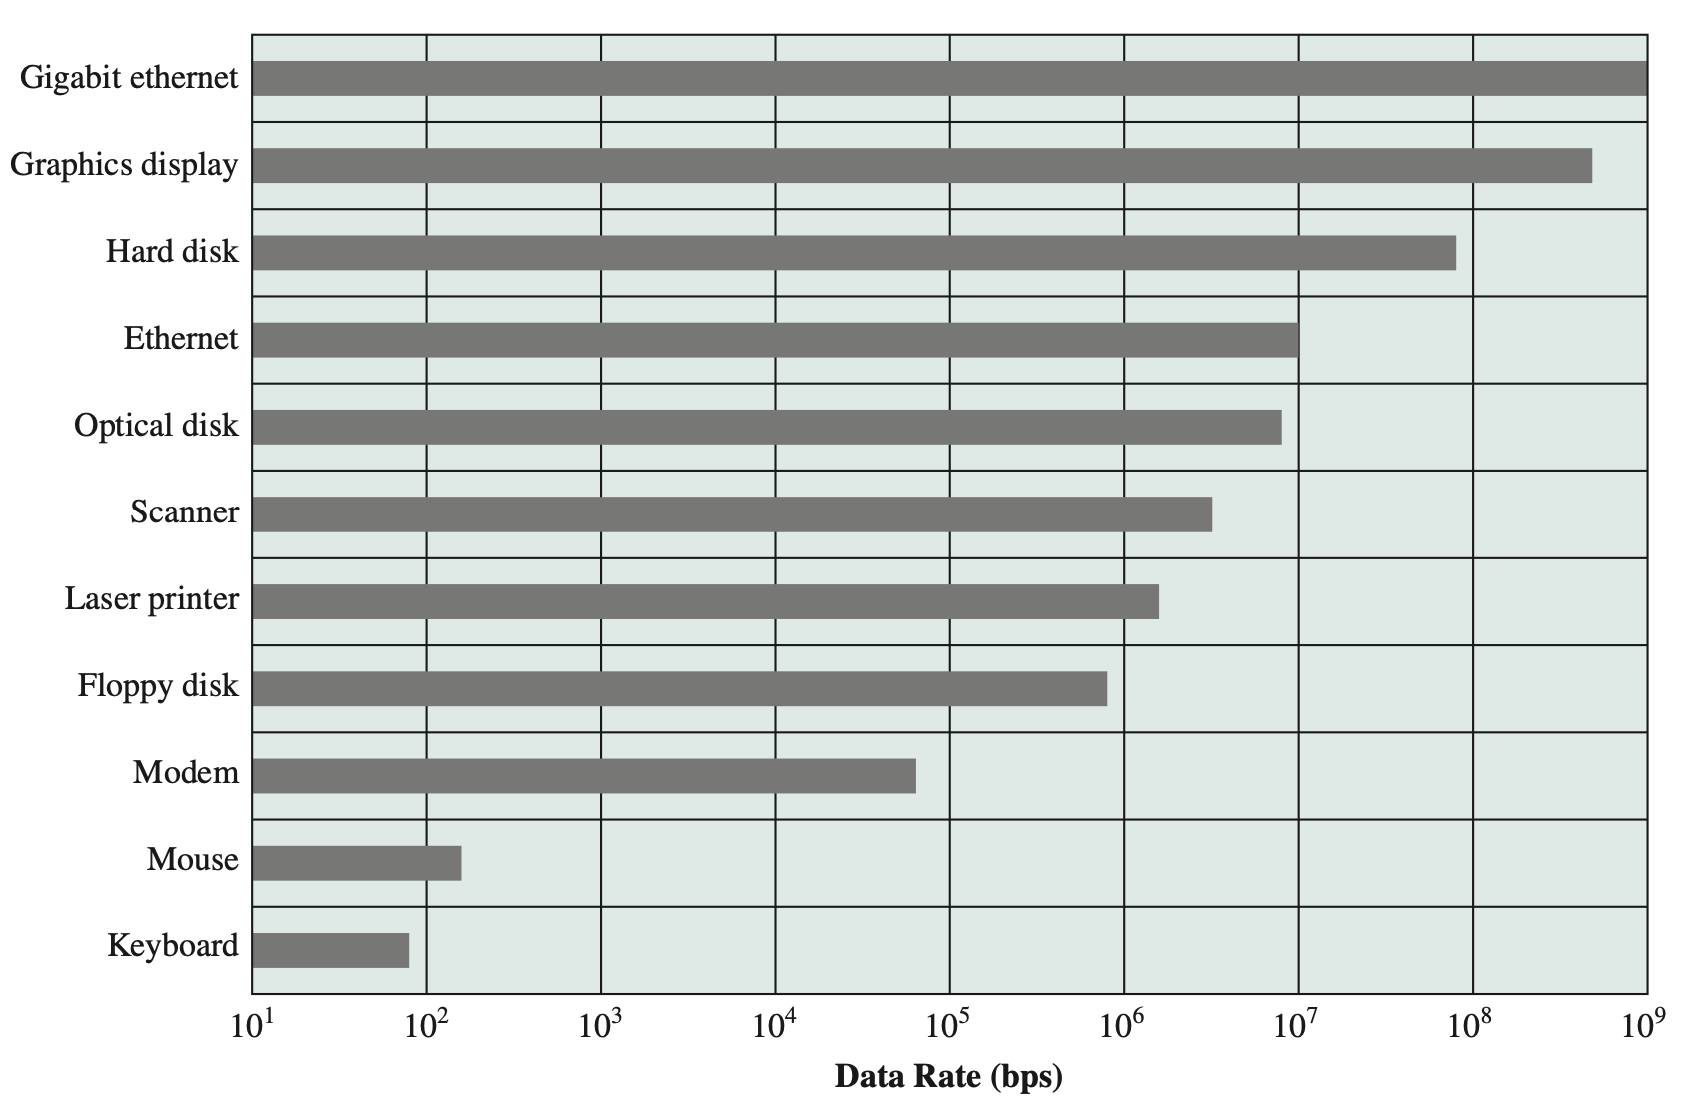 Gigabit ethernet
Graphics display
Hard disk
Ethernet
Optical disk
Scanner
Laser printer
Floppy disk
Modem
Mouse
Keyboard
10¹ 10² 10³ 10⁴ 10⁵ 10⁶ 10⁷ 10⁸ 10⁹
Data Rate (bps)